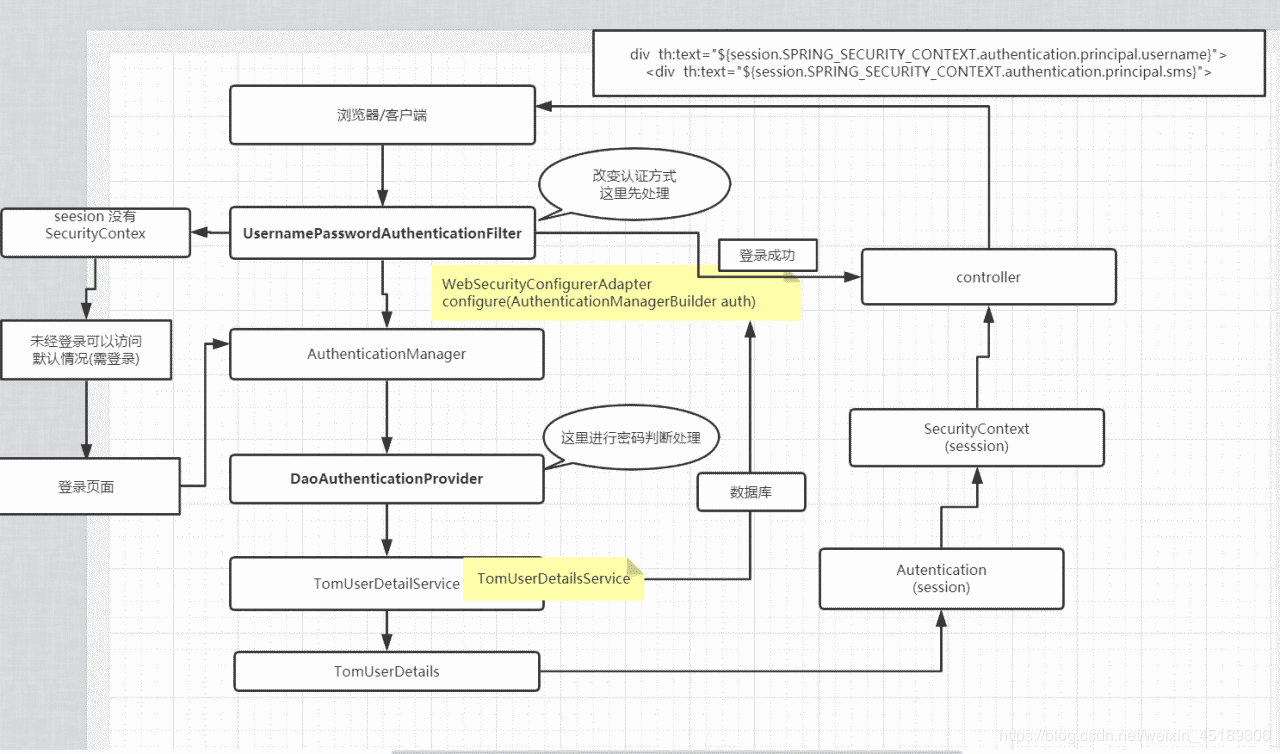 div  th:text="${session.SPRING_SECURITY_CONTEXT.authentication.principal.username}">
<div  th:text="${session.SPRING_SECURITY_CONTEXT.authentication.principal.sms}">
浏览器/客户端
改变认证方式
这里先处理
seesion 没有
SecurityContex
UsernamePasswordAuthenticationFilter
登录成功
controller
WebSecurityConfigurerAdapter
configure(AuthenticationManagerBuilder auth)
未经登录可以访问
默认情况(需登录)
AuthenticationManager
这里进行密码判断处理
SecurityContext
(sesssion)
登录页面
DaoAuthenticationProvider
数据库
TomUserDetailService
TomUserDetailsService
Autentication
(session)
TomUserDetails
https://blog.csdn.net/weixin_45189306